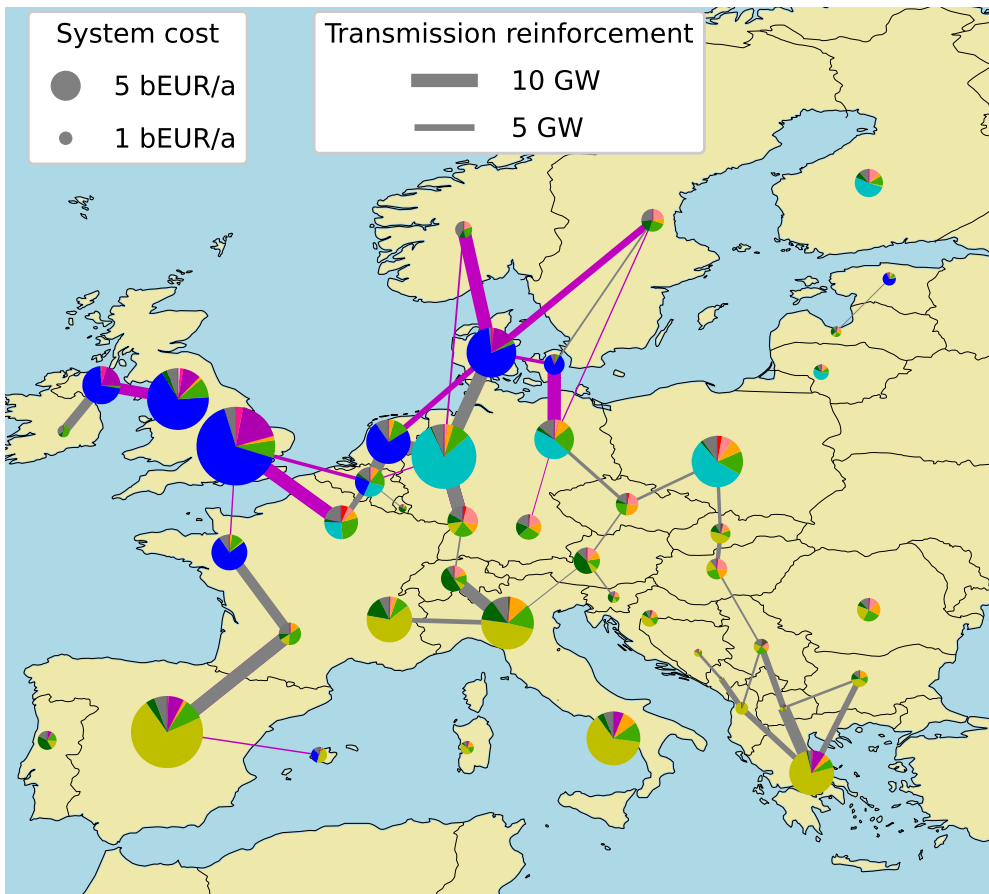 System cost
5 bEUR/a
1 bEUR/a
Transmission reinforcement
10 GW
5 GW